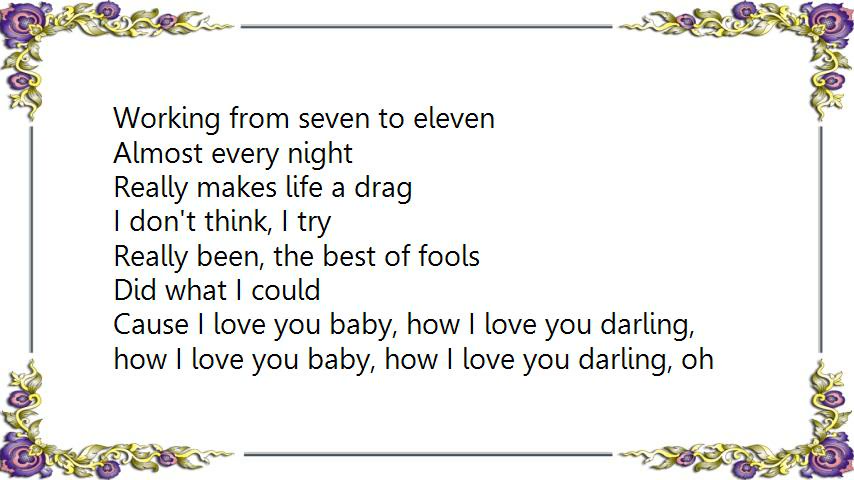 Working from seven to eleven
Almost every night
Really makes life a drag
I don't think, I try
Really been, the best of fools
Did what I could
Cause I love you baby, how I love you darling,
how I love you baby, how I love you darling, oh